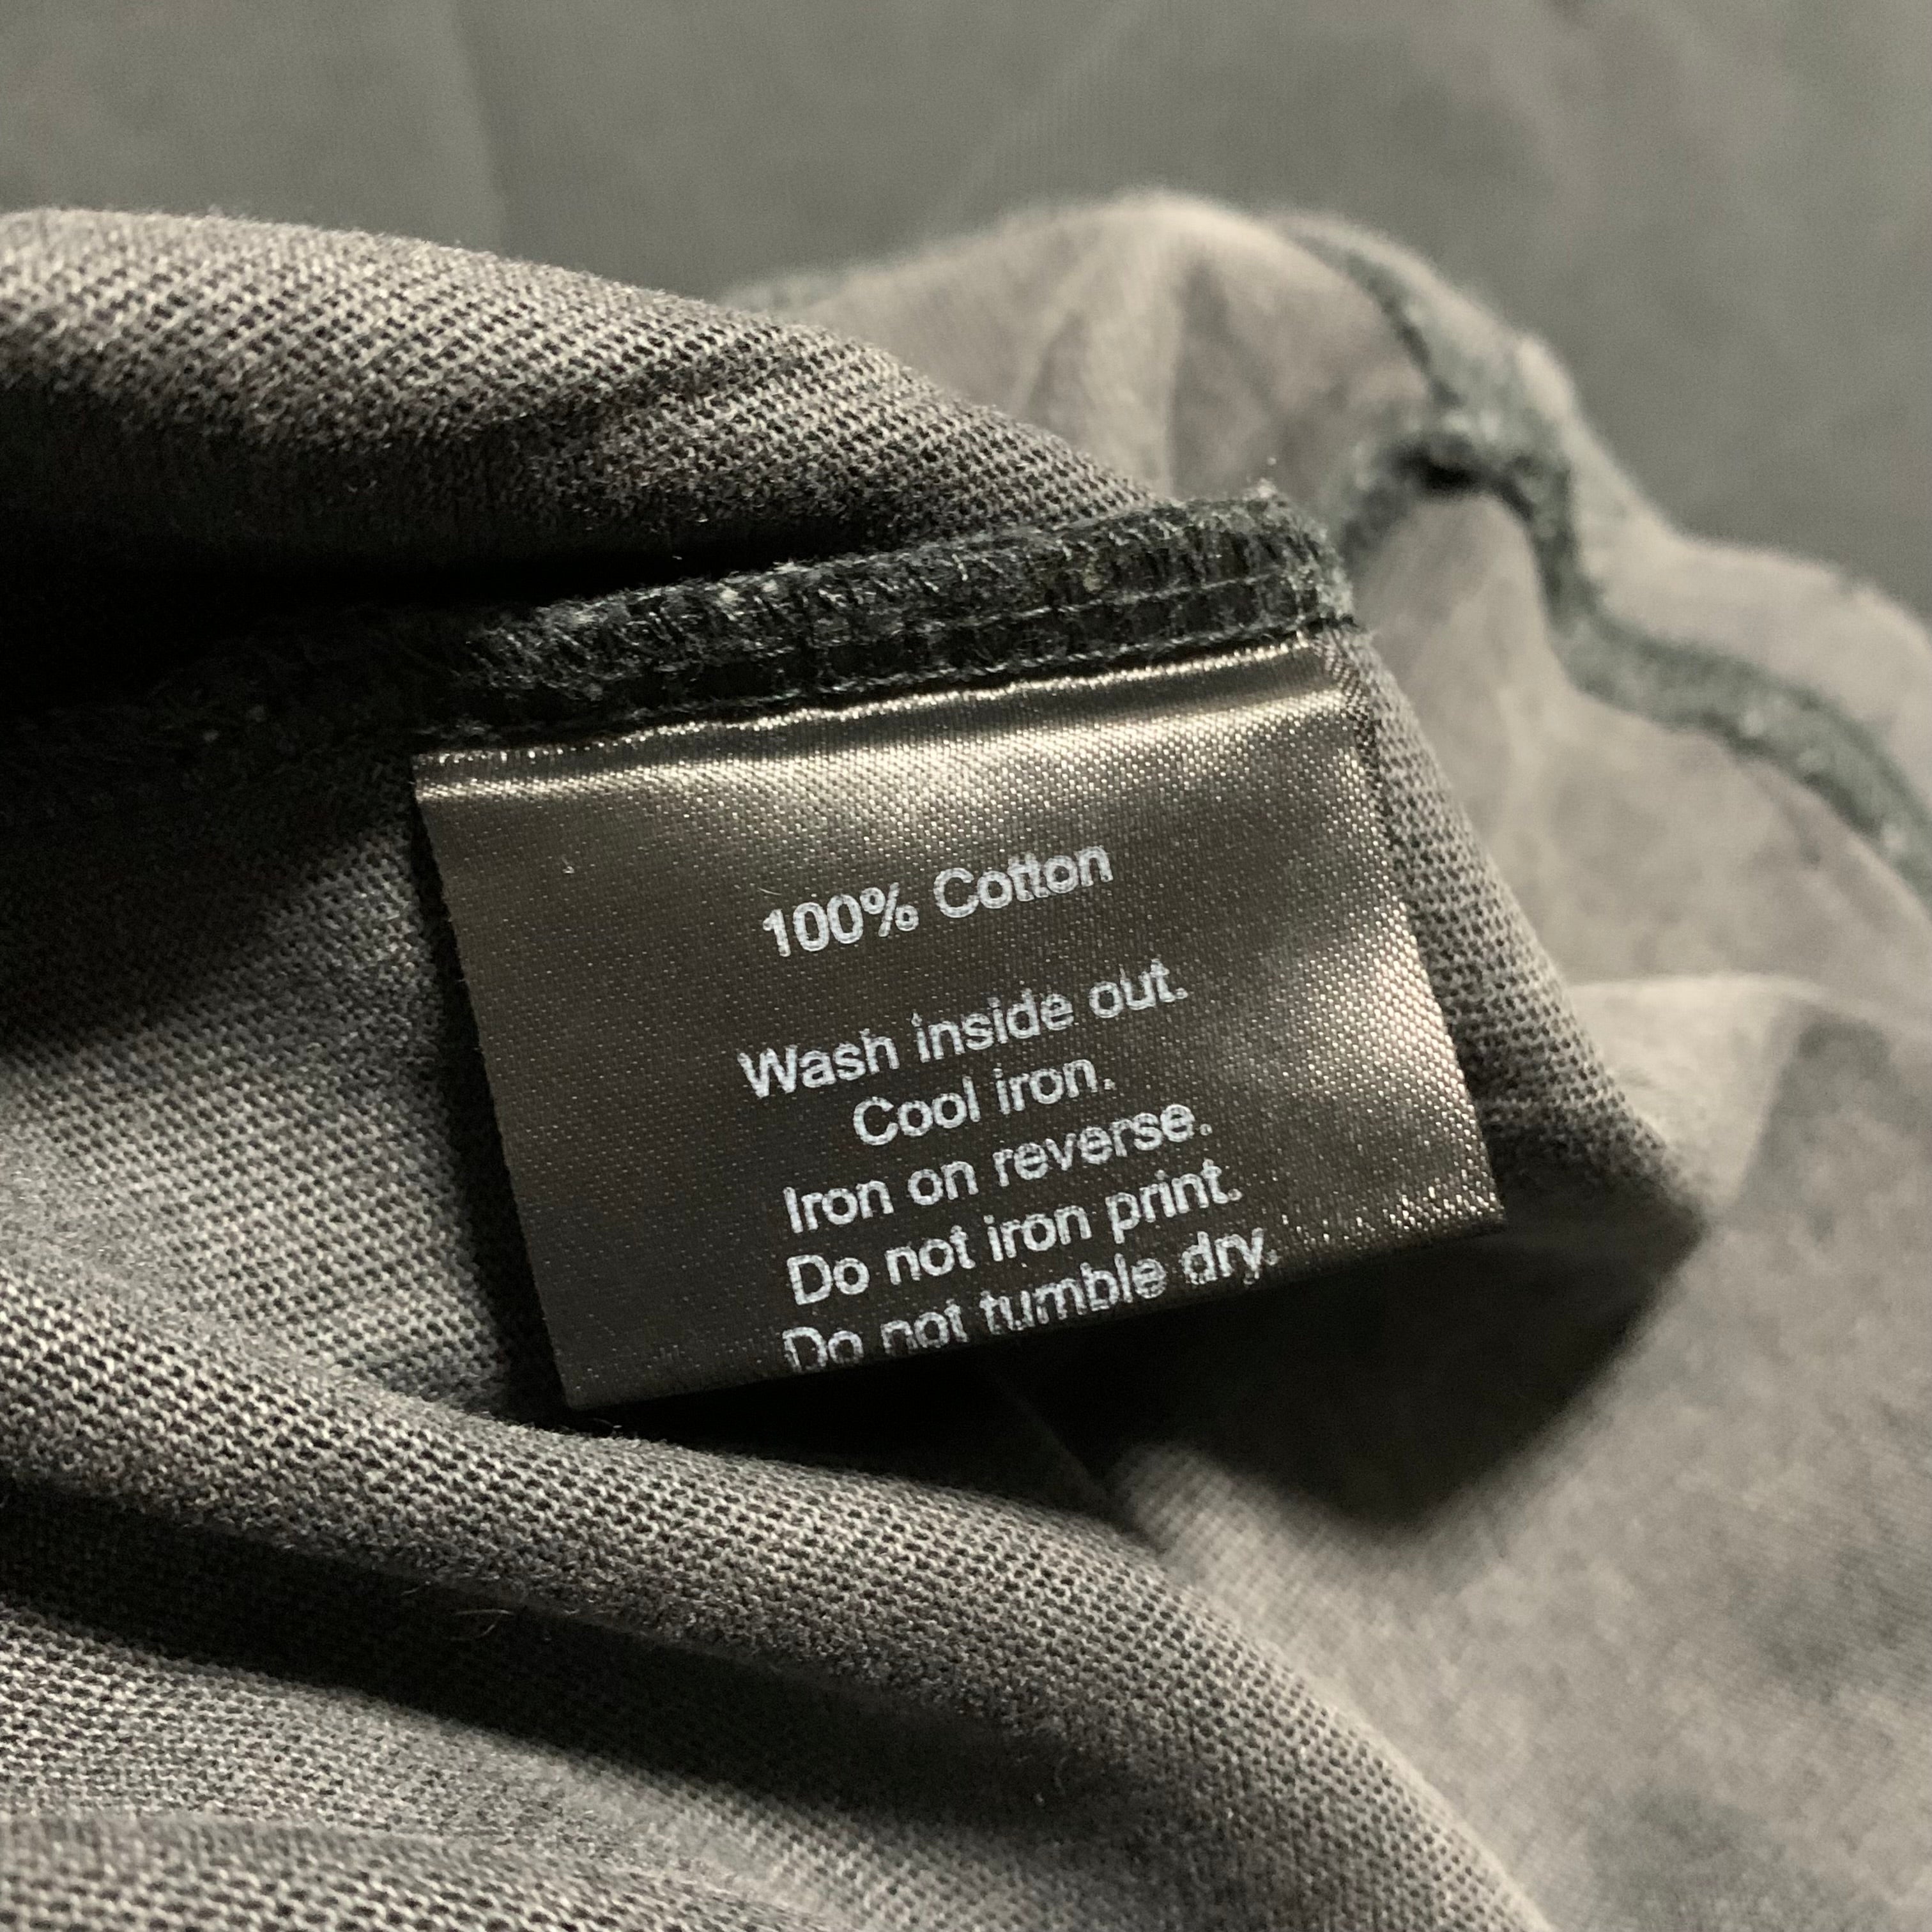 100% Cotton
Wash inside out.
Cool iron.
Iron on reverse.
Do not iron print.
Do not tumble dry.